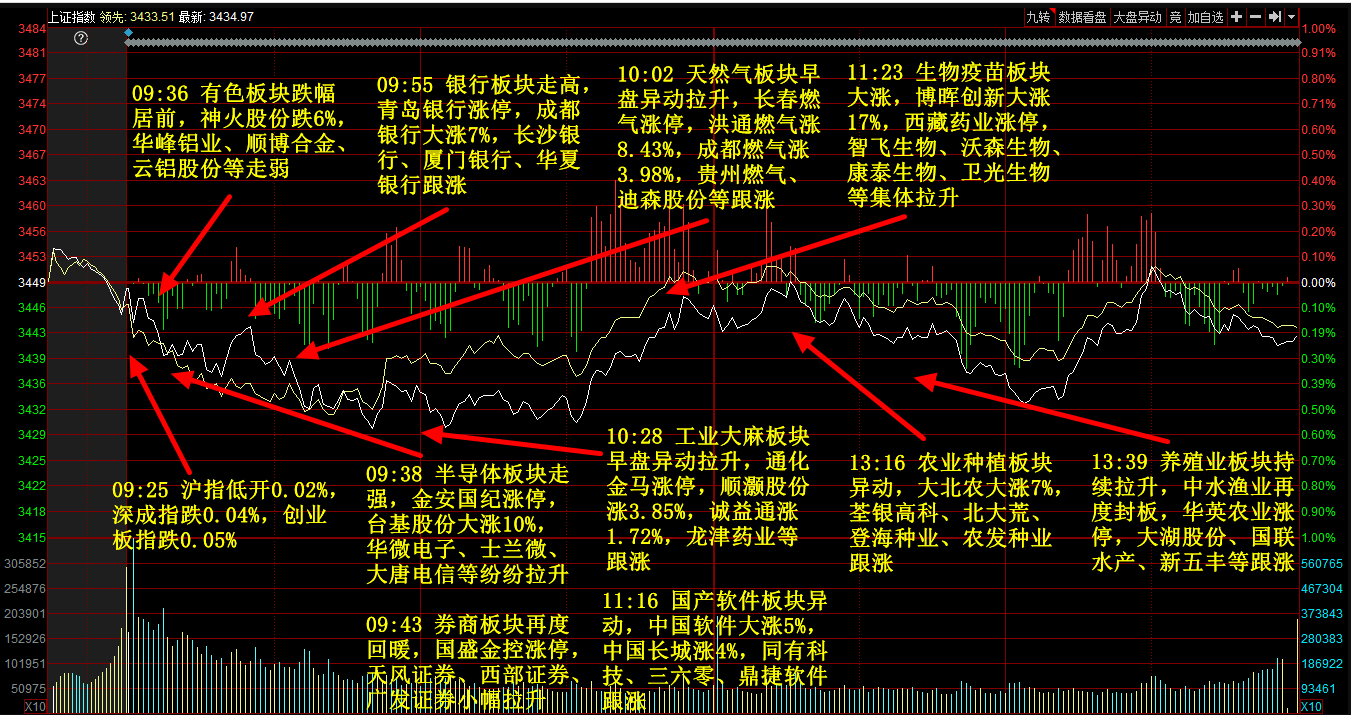 上证指数 领先: 3433.51 最新: 3434.97
九转 数据看盘 大盘异动 竞 加自选
3484 1.00%
3481 0.91%
3477 0.80%
3474 0.71%
3470 0.60%
3467 0.50%
3463 0.40%
3460 0.30%
3456 0.20%
3453 0.10%
3449 0.00%
3446 0.10%
3443 0.19%
3439 0.30%
3436 0.39%
3432 0.50%
3429 0.60%
3425 0.70%
3422 0.80%
3418 0.90%
3415 1.00%
305852 560765
254876 467304
203901 373843
152926 280383
101951 186922
50975 93461
X10 X10
09:36 有色板块跌幅
居前，神火股份跌6%，
华峰铝业、顺博合金、
云铝股份等走弱
09:55 银行板块走高，
青岛银行涨停，成都
银行大涨7%，长沙银
行、厦门银行、华夏
银行跟涨
10:02 天然气板块早
盘异动拉升，长春燃
气涨停，洪通燃气涨
8.43%，成都燃气涨
3.98%，贵州燃气、
迪森股份等跟涨
11:23 生物疫苗板块
大涨，博晖创新大涨
17%，西藏药业涨停，
智飞生物、沃森生物、
康泰生物、卫光生物
等集体拉升
09:25 沪指低开0.02%，
深成指跌0.04%，创业
板指跌0.05%
09:38 半导体板块走
强，金安国纪涨停，
台基股份大涨10%，
华微电子、士兰微、
大唐电信等纷纷拉升
09:43 券商板块再度
回暖，国盛金控涨停，
天风证券、西部证券、
广发证券小幅拉升
10:28 工业大麻板块
早盘异动拉升，通化
金马涨停，顺灏股份
涨3.85%，诚益通涨
1.72%，龙津药业等
跟涨
11:16 国产软件板块异
动，中国软件大涨5%，
中国长城涨4%，同有科
技、三六零、鼎捷软件
跟涨
13:16 农业种植板块
异动，大北农大涨7%，
荃银高科、北大荒、
登海种业、农发种业
跟涨
13:39 养殖业板块持
续拉升，中水渔业再
度封板，华英农业涨
停，大湖股份、国联
水产、新五丰等跟涨